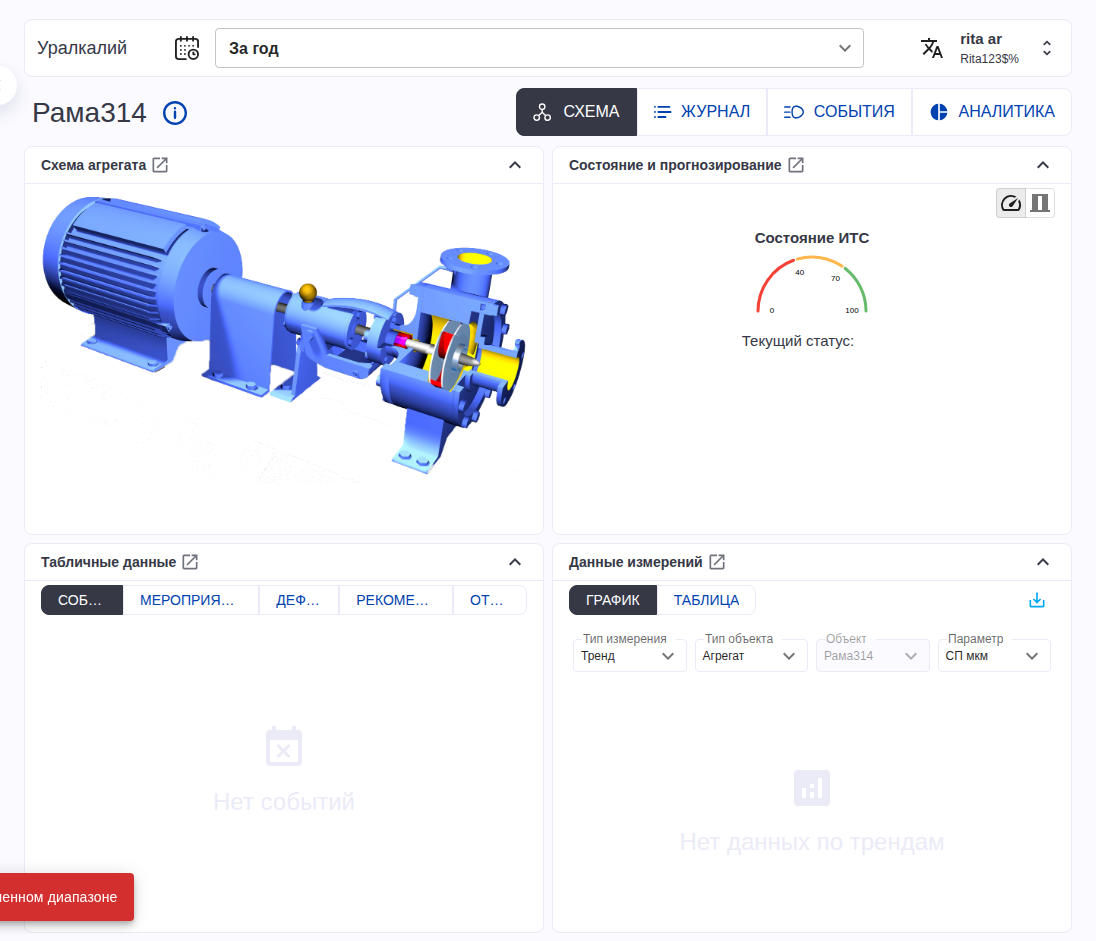 Уралкалий
За год
rita ar
Rita123$%
Рама314
СХЕМА
ЖУРНАЛ
СОБЫТИЯ
АНАЛИТИКА
Схема агрегата
Состояние и прогнозирование
Состояние ИТС
40
70
0
100
Текущий статус:
Табличные данные
СОБ…
МЕРОПРИЯ…
ДЕФ…
РЕКОМЕ…
ОТ…
Нет событий
Данные измерений
ГРАФИК
ТАБЛИЦА
Тип измерения
Тип объекта
Объект
Параметр
Тренд
Агрегат
Рама314
СП мкм
Нет данных по трендам
диапазоне